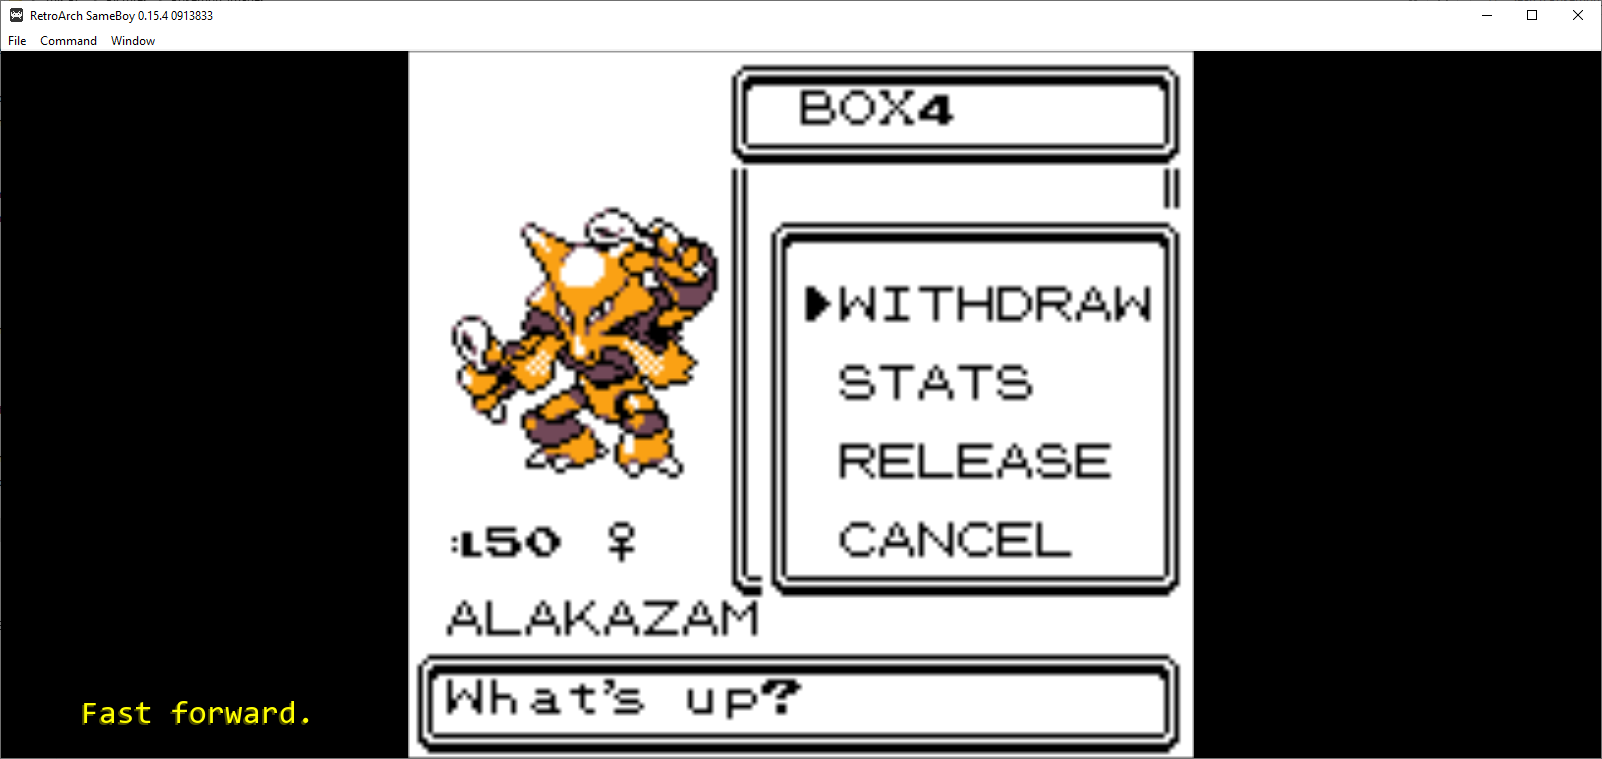 RetroArch SameBoy 0.15.4 0913833
File Command Window
BOX4
WITHDRAW
STATS
RELEASE
CANCEL
:L50 ♀
ALAKAZAM
What's up?
Fast forward.